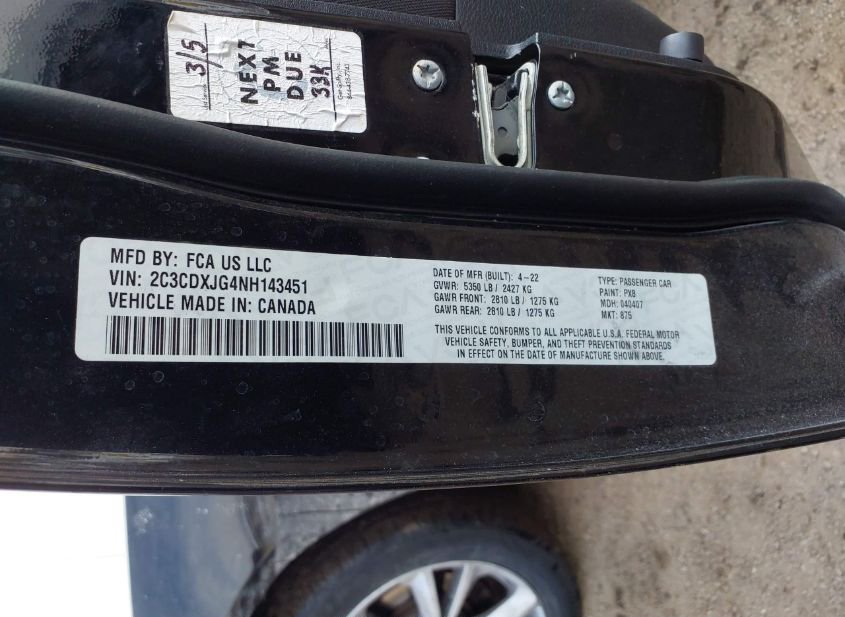 3/5
NEXT
PM
DUE
33K
MFD BY: FCA US LLC
VIN: 2C3CDXJG4NH143451
VEHICLE MADE IN: CANADA
DATE OF MFR (BUILT): 4-22
GVWR: 5350 LB / 2427 KG
GAWR FRONT: 2810 LB / 1275 KG
GAWR REAR: 2810 LB / 1275 KG
TYPE: PASSENGER CAR
PAINT: PXB
MDH: 040407
MKT: 875
THIS VEHICLE CONFORMS TO ALL APPLICABLE U.S.A. FEDERAL MOTOR
VEHICLE SAFETY, BUMPER, AND THEFT PREVENTION STANDARDS
IN EFFECT ON THE DATE OF MANUFACTURE SHOWN ABOVE.